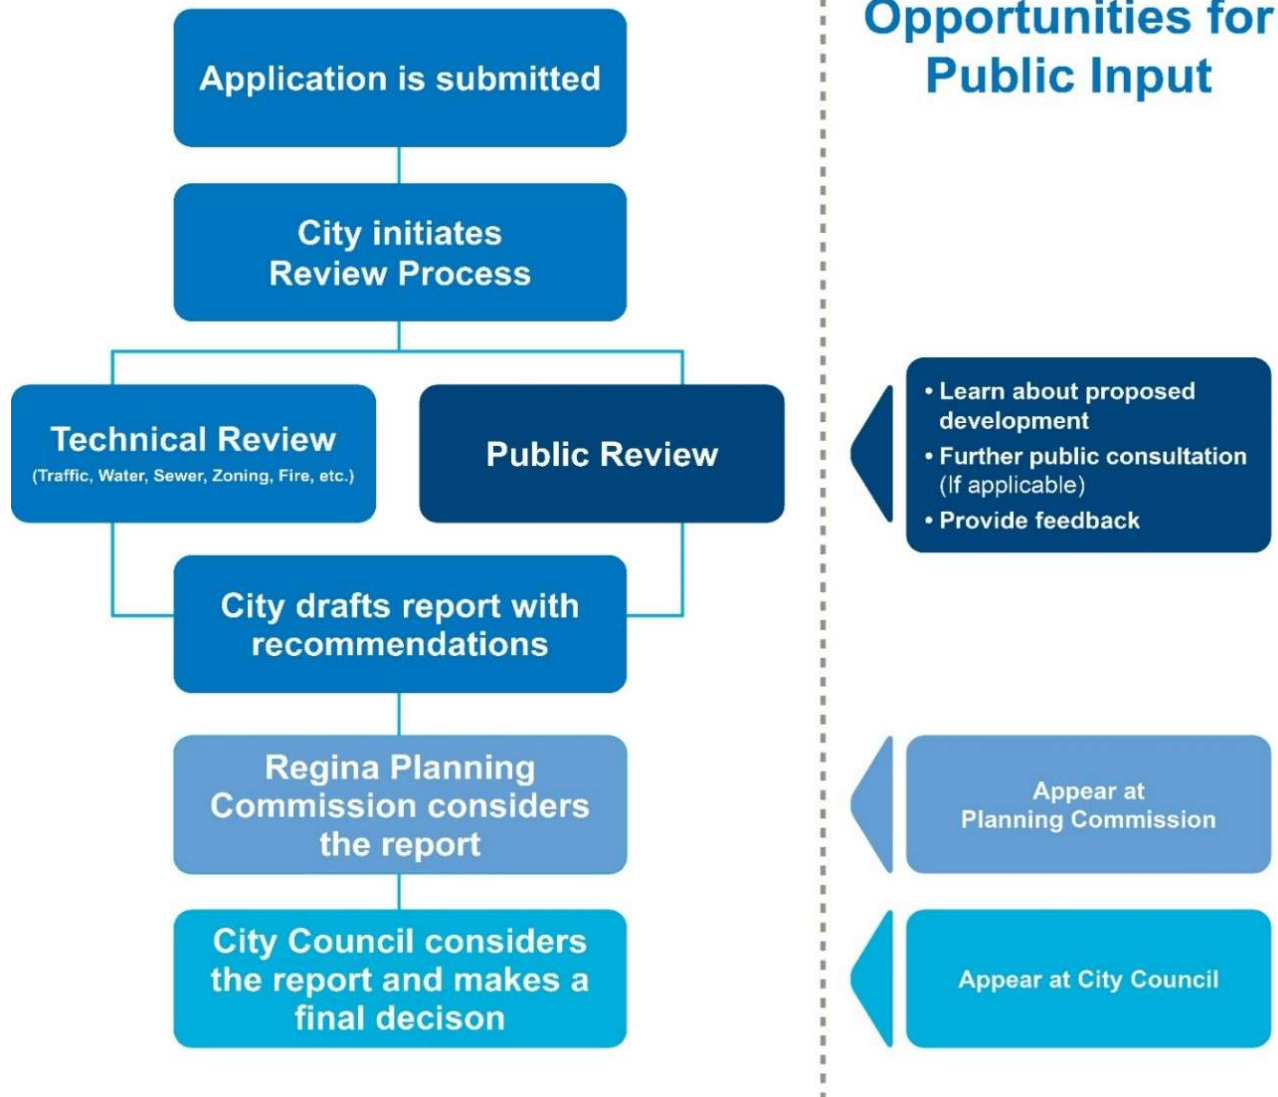 Opportunities for
Public Input
Application is submitted
City initiates
Review Process
Technical Review
(Traffic, Water, Sewer, Zoning, Fire, etc.)
Public Review
• Learn about proposed
development
• Further public consultation
(If applicable)
• Provide feedback
City drafts report with
recommendations
Regina Planning
Commission considers
the report
Appear at
Planning Commission
City Council considers
the report and makes a
final decison
Appear at City Council